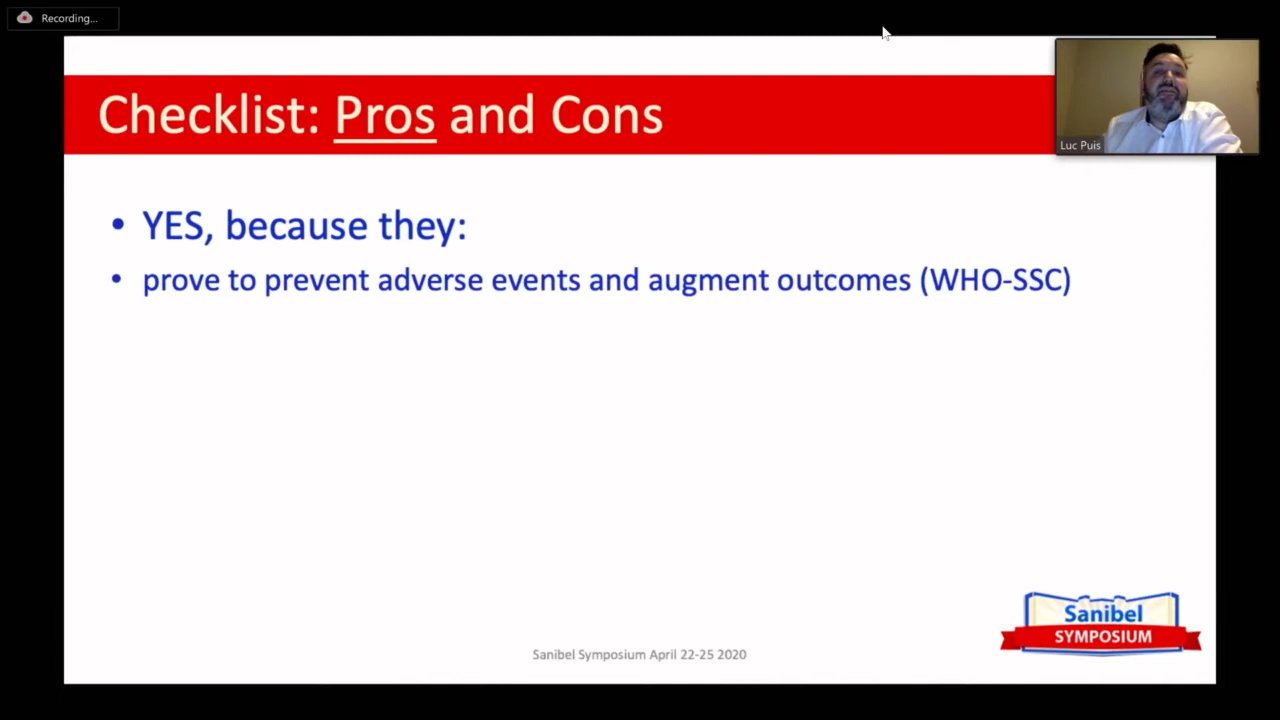 Recording...
Checklist: Pros and Cons
Luc Puis
• YES, because they:
• prove to prevent adverse events and augment outcomes (WHO-SSC)
Sanibel
SYMPOSIUM
Sanibel Symposium April 22-25 2020